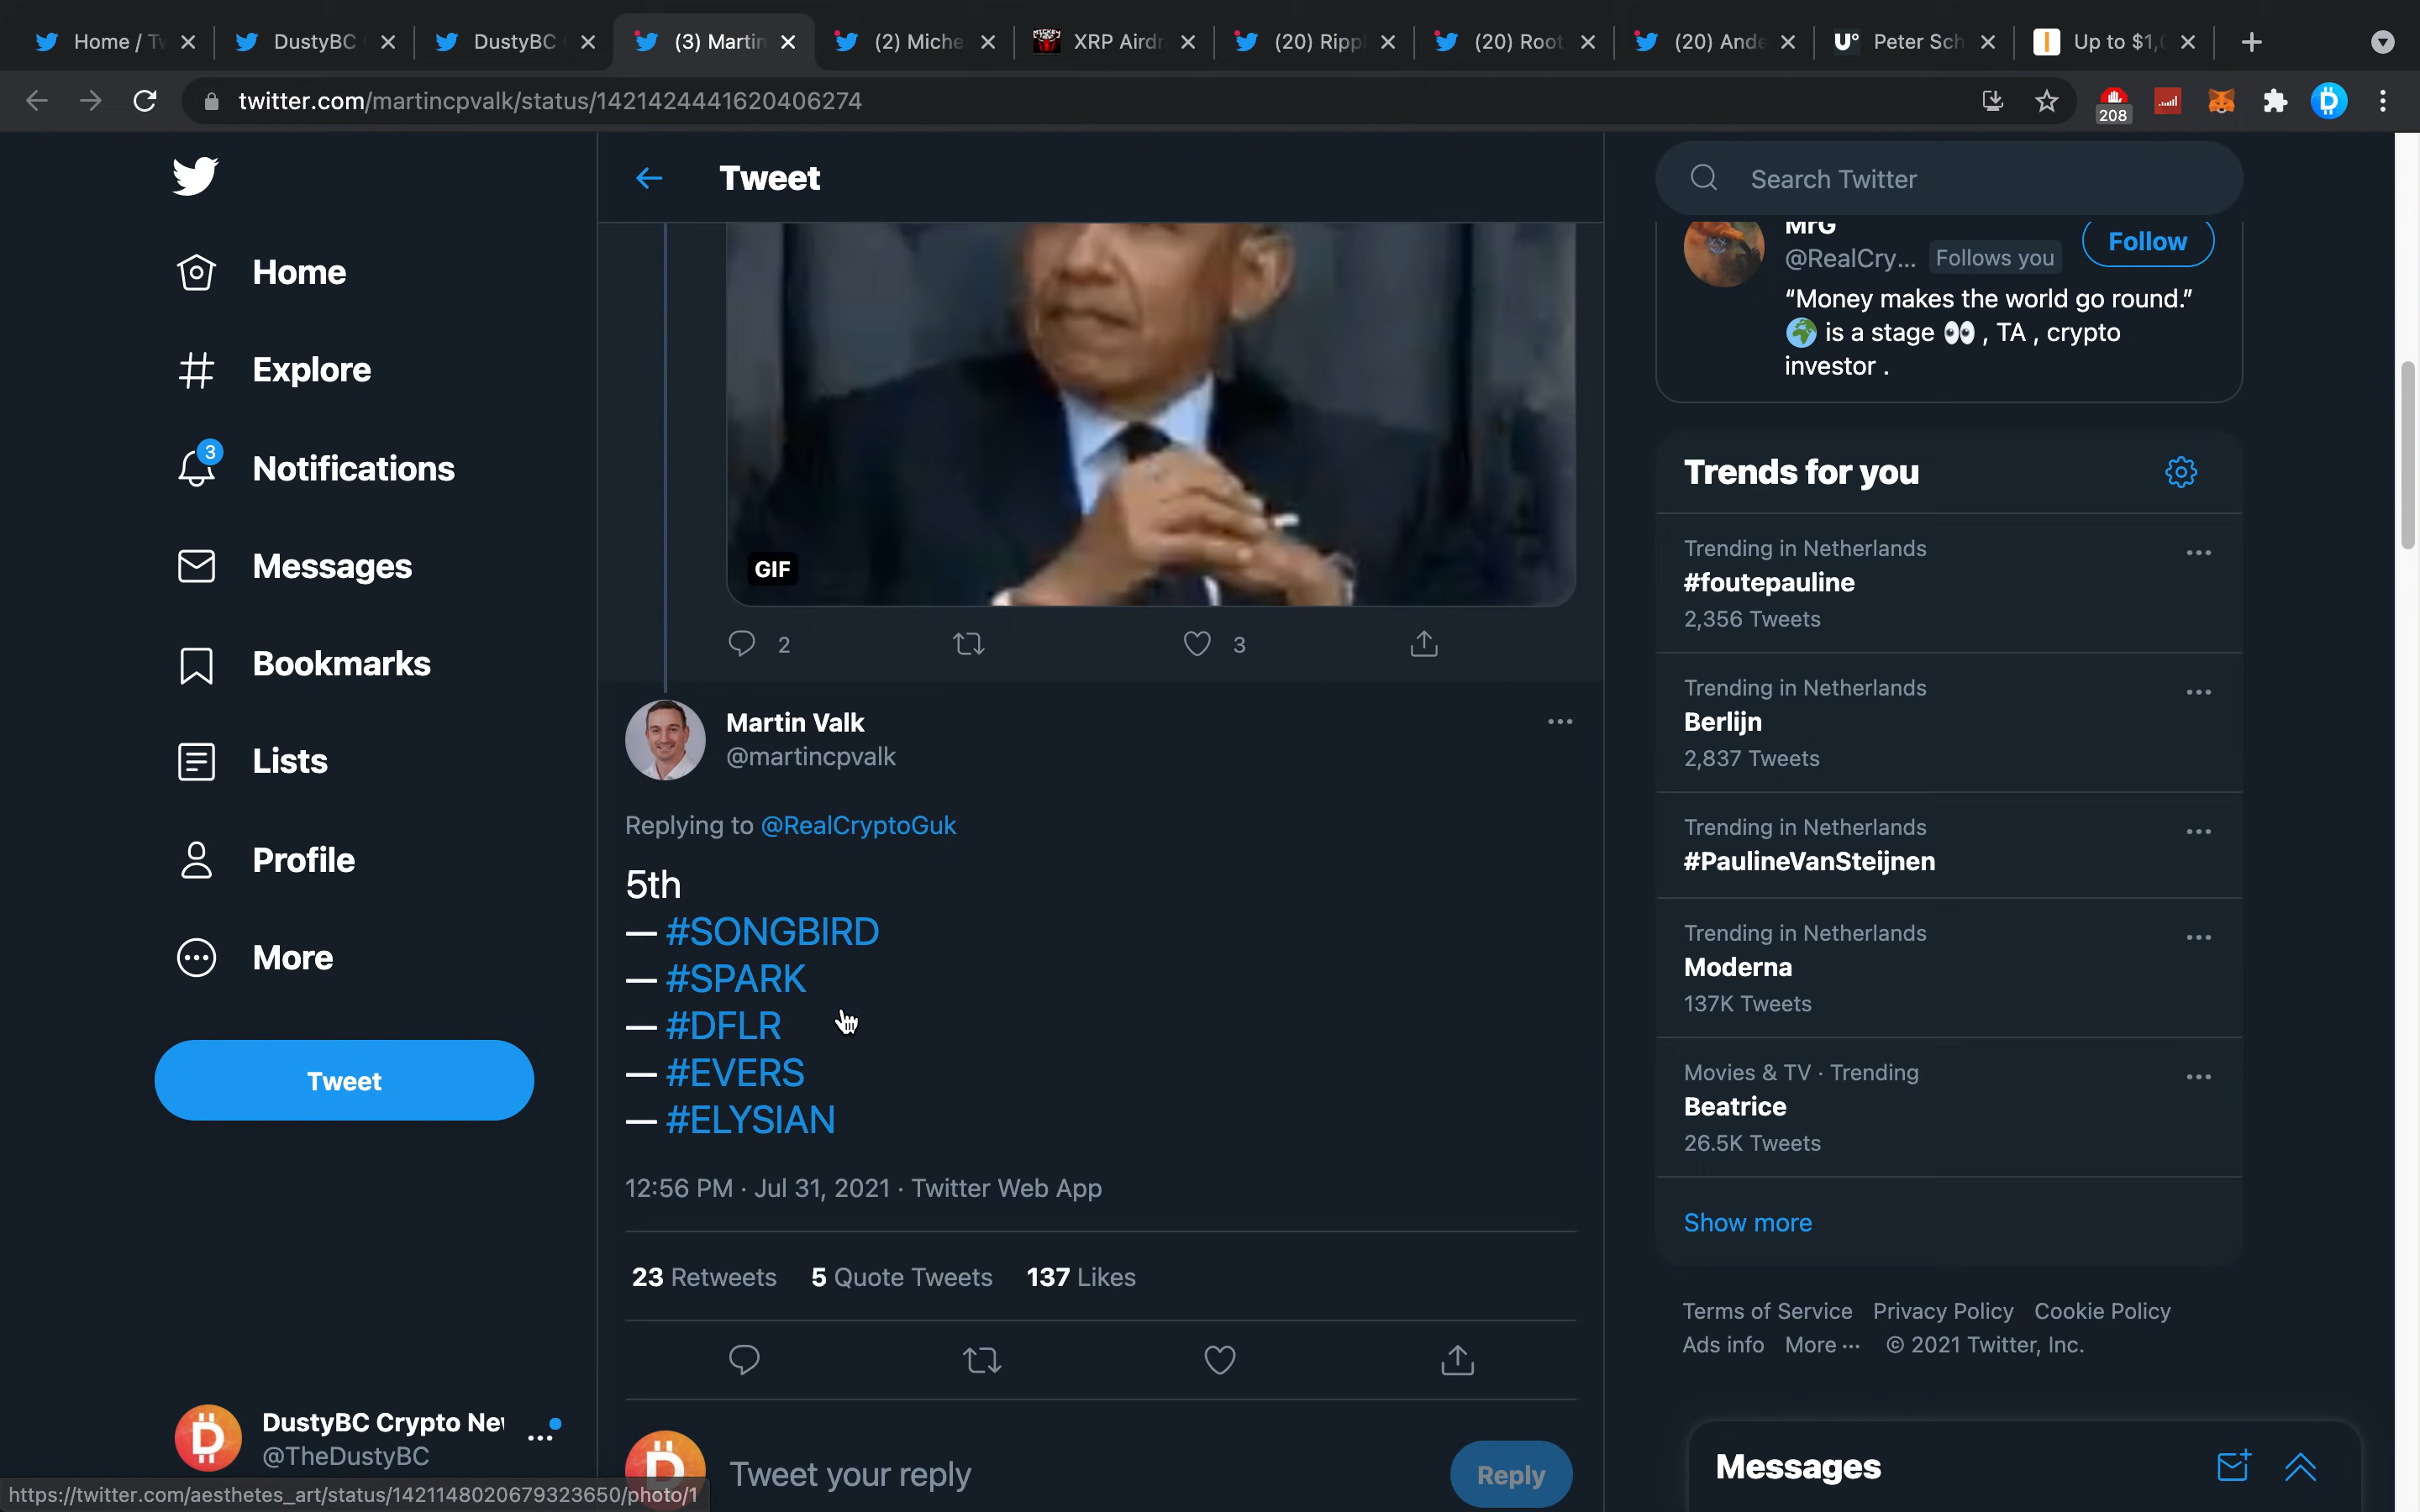 Home / Tw
DustyBC
DustyBC
(3) Martin
(2) Miche
XRP Airdr
(20) Rippl
(20) Root
(20) Ande
U° Peter Sch
Up to $1,0
twitter.com/martincpvalk/status/1421424441620406274
208
Tweet
Search Twitter
Home
Explore
3
Notifications
Messages
Bookmarks
Lists
Profile
More
Tweet
DustyBC Crypto Nev
@TheDustyBC
GIF
2
3
Martin Valk
@martincpvalk
Replying to @RealCryptoGuk
5th
— #SONGBIRD
— #SPARK
— #DFLR
— #EVERS
— #ELYSIAN
12:56 PM · Jul 31, 2021 · Twitter Web App
23 Retweets 5 Quote Tweets 137 Likes
Tweet your reply
Reply
MrG
@RealCry... Follows you
Follow
“Money makes the world go round.”
🌍 is a stage 👀 , TA , crypto
investor .
Trends for you
Trending in Netherlands
#foutepauline
2,356 Tweets
Trending in Netherlands
Berlijn
2,837 Tweets
Trending in Netherlands
#PaulineVanSteijnen
Trending in Netherlands
Moderna
137K Tweets
Movies & TV · Trending
Beatrice
26.5K Tweets
Show more
Terms of Service Privacy Policy Cookie Policy
Ads info More ··· © 2021 Twitter, Inc.
Messages
https://twitter.com/aesthetes_art/status/1421148020679323650/photo/1